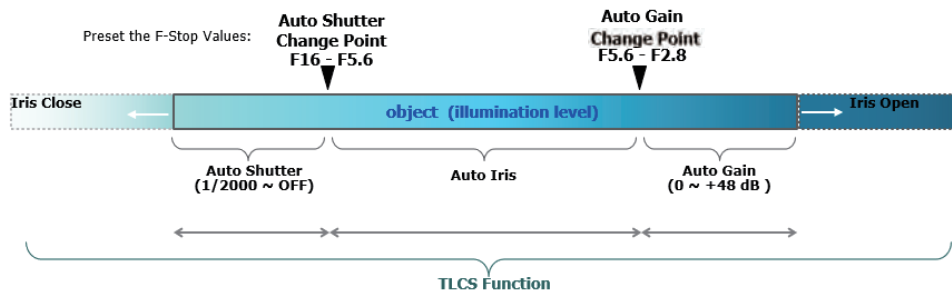 Preset the F-Stop Values:
Auto Shutter
Change Point
F16 - F5.6
Auto Gain
Change Point
F5.6 - F2.8
Iris Close
object (illumination level)
Iris Open
Auto Shutter
(1/2000 ~ OFF)
Auto Iris
Auto Gain
(0 ~ +48 dB )
TLCS Function